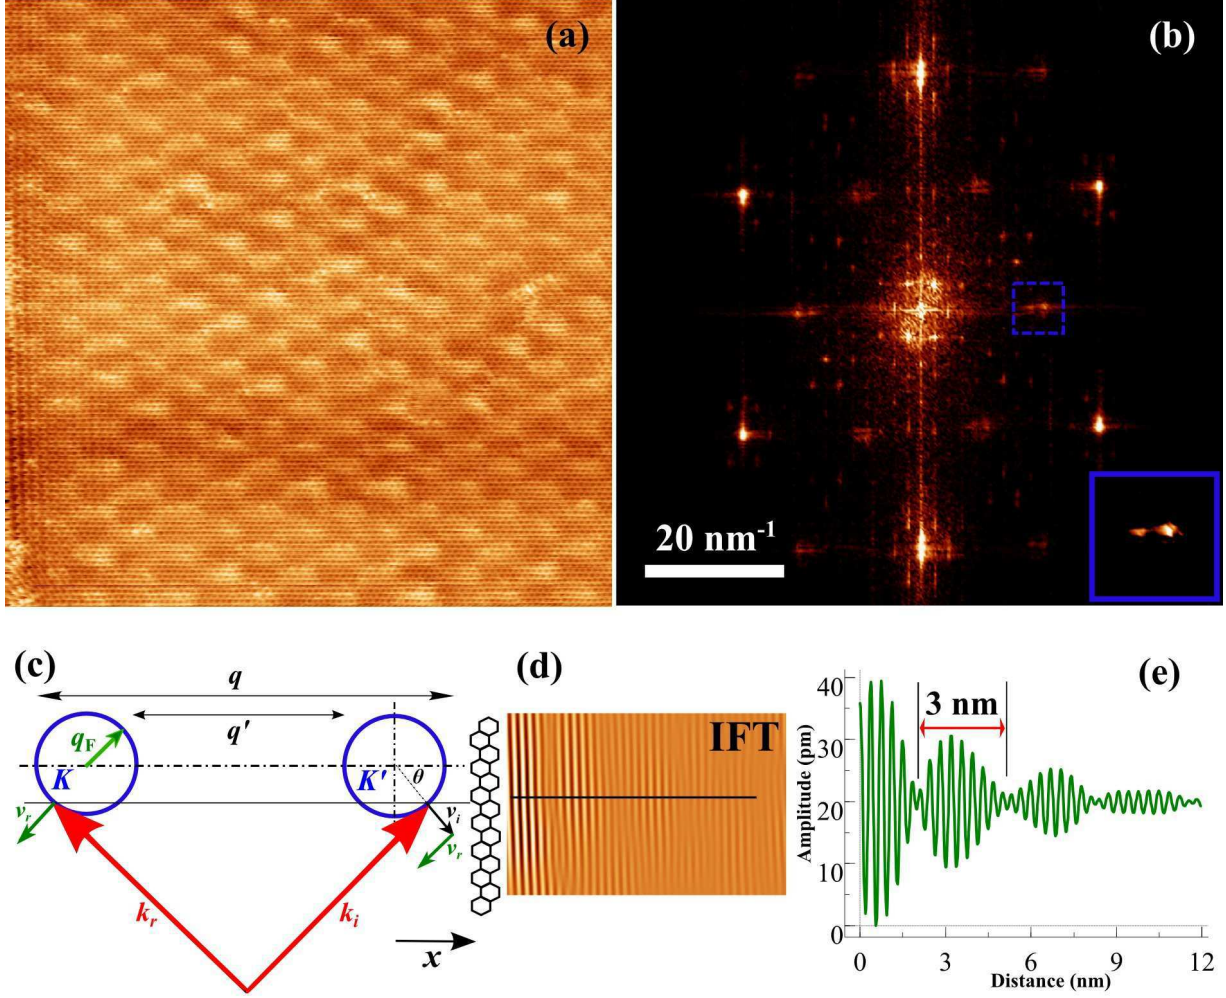 (a)
(b)
20 nm⁻¹
(c)
q
q'
q_F
K
K'
θ
v_r
v_i
v_r
k_r
k_i
x
(d)
IFT
(e)
3 nm
40
30
20
10
0
Amplitude (pm)
0 3 6 9 12
Distance (nm)